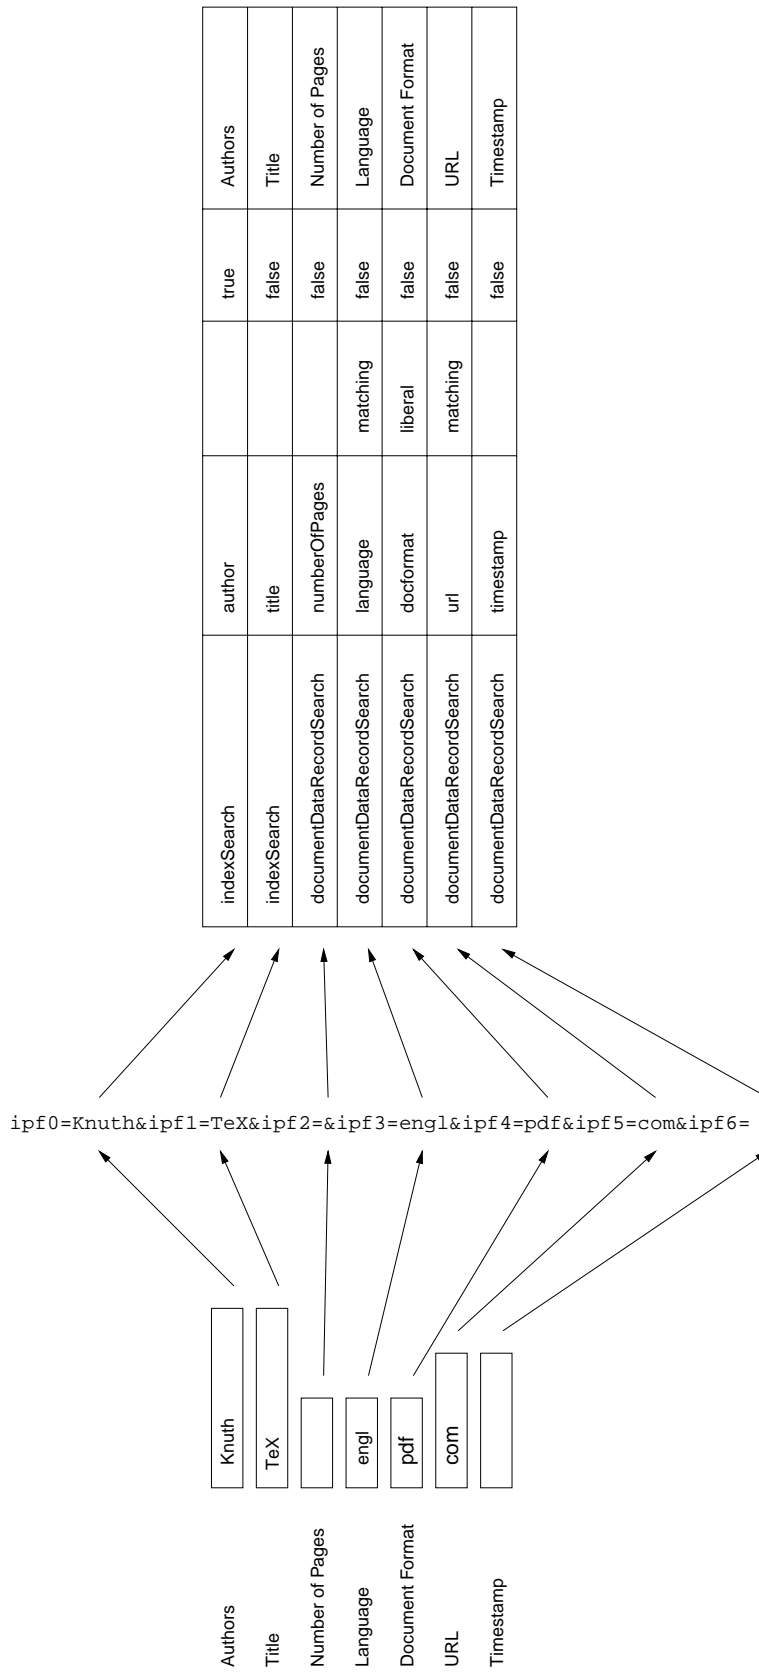 Authors Knuth
Title TeX
Number of Pages
Language engl
Document Format pdf
URL com
Timestamp
ipf0=Knuth&ipf1=TeX&ipf2=&ipf3=engl&ipf4=pdf&ipf5=com&ipf6=
indexSearch author true Authors
indexSearch title false Title
documentDataRecordSearch numberOfPages false Number of Pages
documentDataRecordSearch language matching false Language
documentDataRecordSearch docformat liberal false Document Format
documentDataRecordSearch url matching false URL
documentDataRecordSearch timestamp false Timestamp